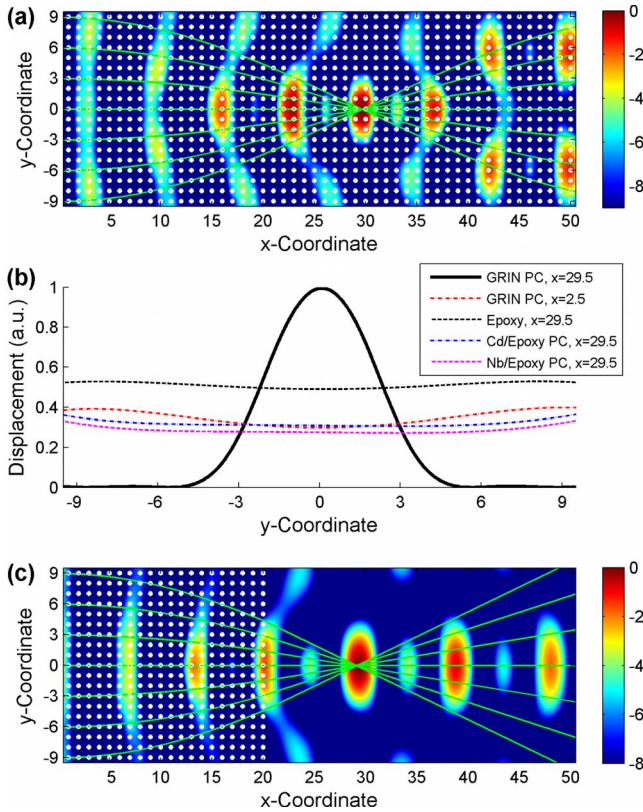 (a)
9
6
3
0
-3
-6
-9
y-Coordinate
5 10 15 20 25 30 35 40 45 50
x-Coordinate
0
-2
-4
-6
-8
(b)
1
0.8
0.6
0.4
0.2
0
Displacement (a.u.)
GRIN PC, x=29.5
GRIN PC, x=2.5
Epoxy, x=29.5
Cd/Epoxy PC, x=29.5
Nb/Epoxy PC, x=29.5
-9 -6 -3 0 3 6 9
y-Coordinate
(c)
9
6
3
0
-3
-6
-9
y-Coordinate
5 10 15 20 25 30 35 40 45 50
x-Coordinate
0
-1
-2
-3
-4
-5
-6
-7
-8